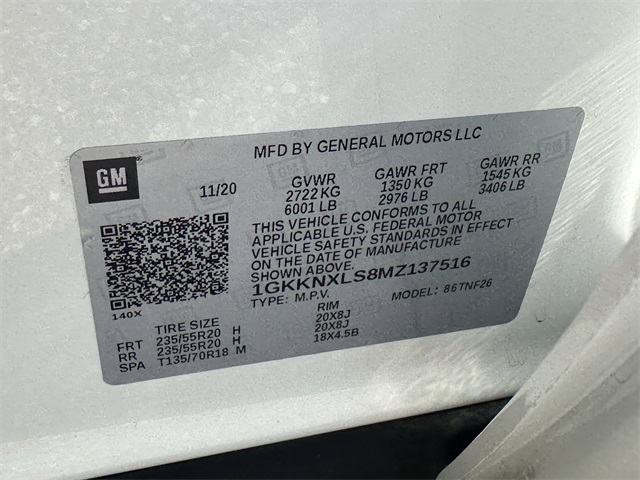 MFD BY GENERAL MOTORS LLC
GM
11/20
GVWR GAWR FRT GAWR RR
2722 KG 1350 KG 1545 KG
6001 LB 2976 LB 3406 LB
THIS VEHICLE CONFORMS TO ALL
APPLICABLE U.S. FEDERAL MOTOR
VEHICLE SAFETY STANDARDS IN EFFECT
ON THE DATE OF MANUFACTURE
SHOWN ABOVE.
1GKKNXLS8MZ137516
TYPE: M.P.V. MODEL: 86TNF26
140X
TIRE SIZE RIM
FRT 235/55R20 H 20X8J
RR 235/55R20 H 20X8J
SPA T135/70R18 M 18X4.5B